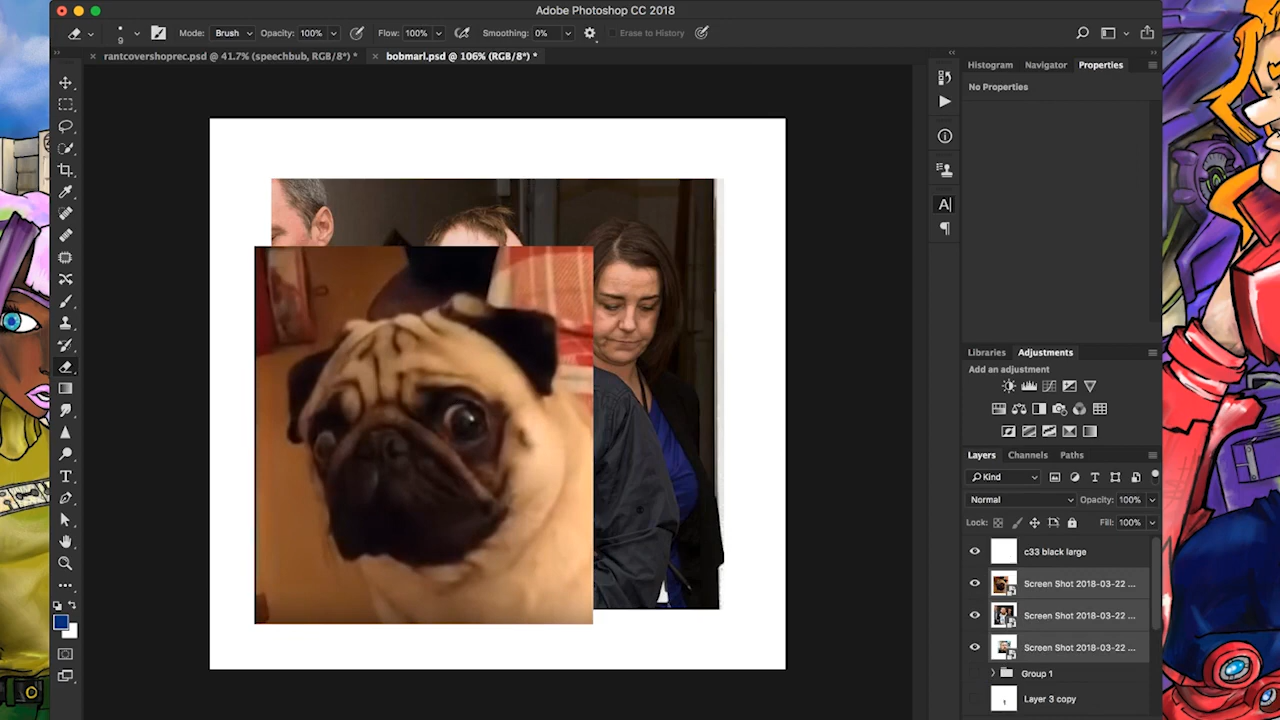 Adobe Photoshop CC 2018
9 Mode: Brush Opacity: 100% Flow: 100% Smoothing: 0% Erase to History
rantcovershoprec.psd @ 41.7% (speechbub, RGB/8*) * bobmarl.psd @ 106% (RGB/8*) *
Histogram Navigator Properties
No Properties
Libraries Adjustments
Add an adjustment
Layers Channels Paths
Kind
Normal Opacity: 100%
Lock: Fill: 100%
c33 black large
Screen Shot 2018-03-22 ...
Screen Shot 2018-03-22 ...
Screen Shot 2018-03-22 ...
Group 1
Layer 3 copy